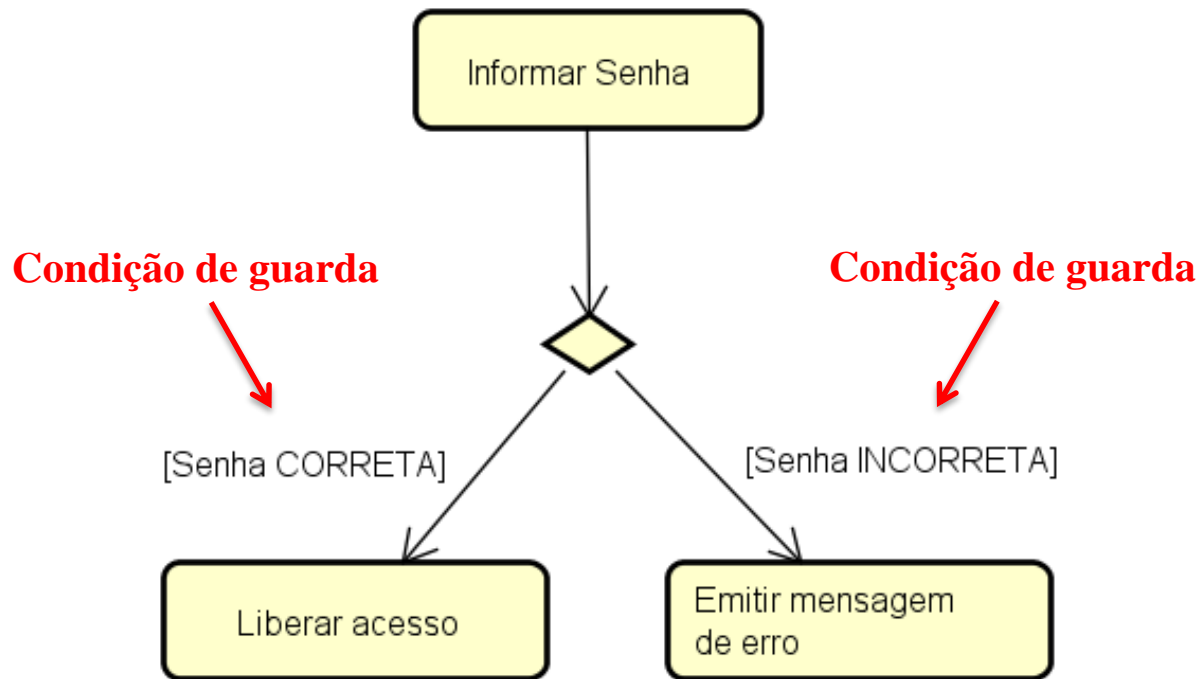 Informar Senha
Condição de guarda
Condição de guarda
[Senha CORRETA]
[Senha INCORRETA]
Liberar acesso
Emitir mensagem
de erro